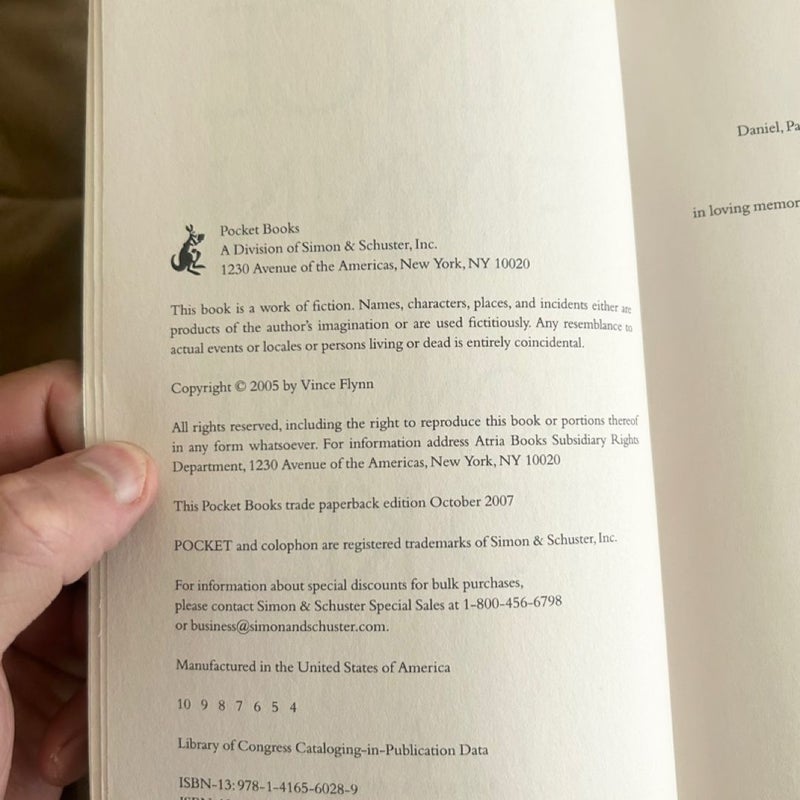 Pocket Books
A Division of Simon & Schuster, Inc.
1230 Avenue of the Americas, New York, NY 10020
This book is a work of fiction. Names, characters, places, and incidents either are
products of the author's imagination or are used fictitiously. Any resemblance to
actual events or locales or persons living or dead is entirely coincidental.
Copyright © 2005 by Vince Flynn
All rights reserved, including the right to reproduce this book or portions thereof
in any form whatsoever. For information address Atria Books Subsidiary Rights
Department, 1230 Avenue of the Americas, New York, NY 10020
This Pocket Books trade paperback edition October 2007
POCKET and colophon are registered trademarks of Simon & Schuster, Inc.
For information about special discounts for bulk purchases,
please contact Simon & Schuster Special Sales at 1-800-456-6798
or business@simonandschuster.com.
Manufactured in the United States of America
10 9 8 7 6 5 4
Library of Congress Cataloging-in-Publication Data
ISBN-13: 978-1-4165-6028-9
Daniel, Pa
in loving memor